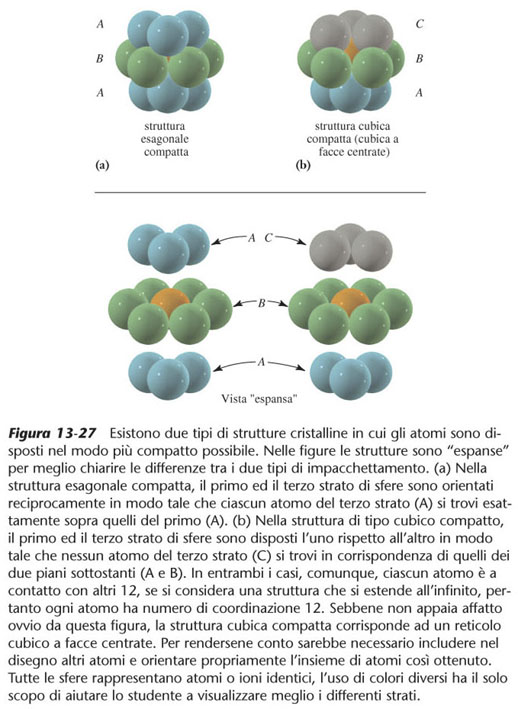 A
B
A
C
B
A
struttura
esagonale
compatta
(a)
struttura cubica
compatta (cubica a
facce centrate)
(b)
A C
B
A
Vista "espansa"
Figura 13-27 Esistono due tipi di strutture cristalline in cui gli atomi sono di-
sposti nel modo più compatto possibile. Nelle figure le strutture sono “espanse”
per meglio chiarire le differenze tra i due tipi di impacchettamento. (a) Nella
struttura esagonale compatta, il primo ed il terzo strato di sfere sono orientati
reciprocamente in modo tale che ciascun atomo del terzo strato (A) si trovi esat-
tamente sopra quelli del primo (A). (b) Nella struttura di tipo cubico compatto,
il primo ed il terzo strato di sfere sono disposti l’uno rispetto all’altro in modo
tale che nessun atomo del terzo strato (C) si trovi in corrispondenza di quelli dei
due piani sottostanti (A e B). In entrambi i casi, comunque, ciascun atomo è a
contatto con altri 12, se si considera una struttura che si estende all’infinito, per-
tanto ogni atomo ha numero di coordinazione 12. Sebbene non appaia affatto
ovvio da questa figura, la struttura cubica compatta corrisponde ad un reticolo
cubico a facce centrate. Per rendersene conto sarebbe necessario includere nel
disegno altri atomi e orientare propriamente l’insieme di atomi così ottenuto.
Tutte le sfere rappresentano atomi o ioni identici, l’uso di colori diversi ha il solo
scopo di aiutare lo studente a visualizzare meglio i differenti strati.